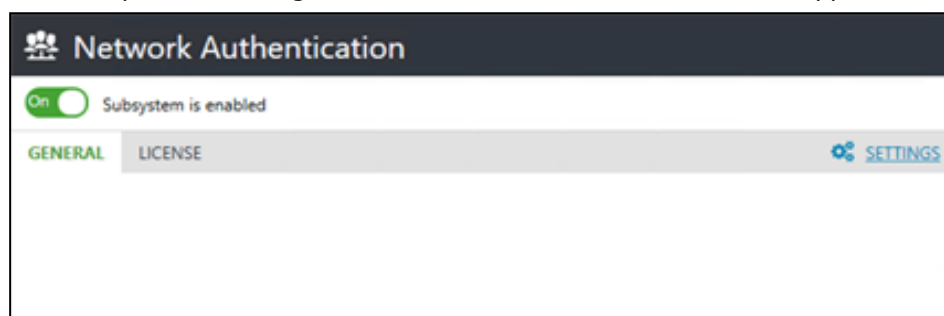 Network Authentication
On Subsystem is enabled
GENERAL LICENSE SETTINGS